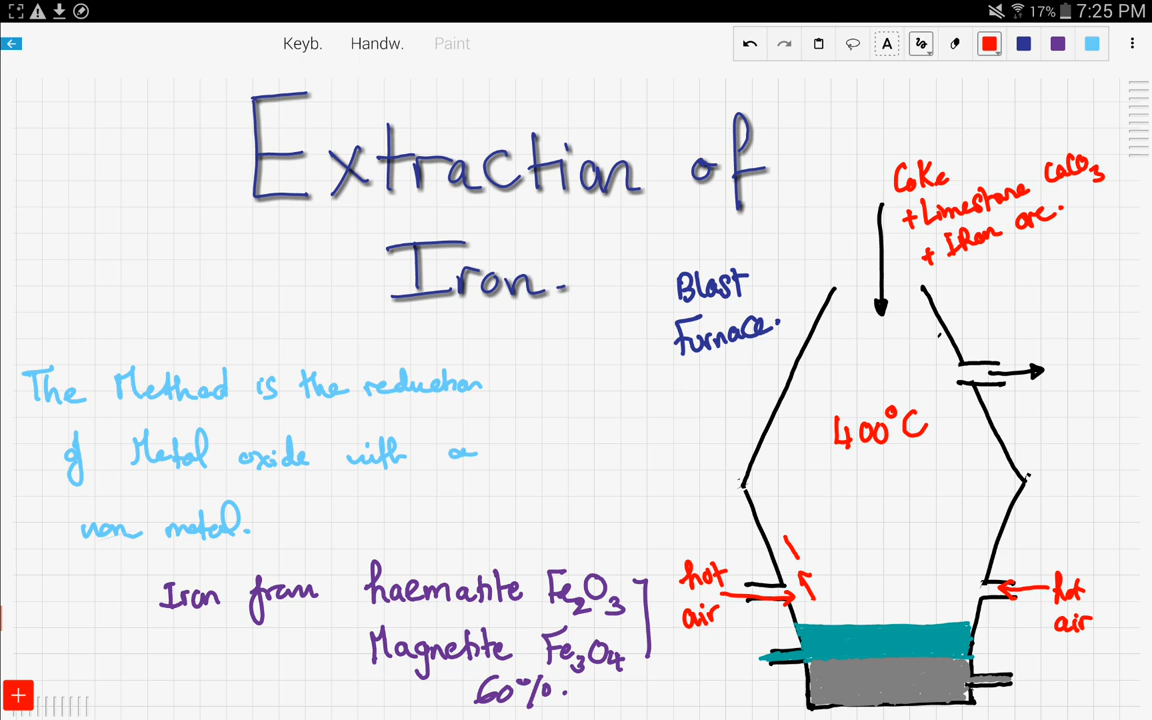 17% 7:25 PM
Keyb. Handw. Paint
A
Extraction of
Iron.
Coke
+ Limestone CaCO3
+ IRon ore.
Blast
Furnace.
The Method is the reduction
of Metal oxide with a
non metal.
400°C
Iron from haematite Fe2O3
Magnetite Fe3O4
60%.
hot
air
hot
air